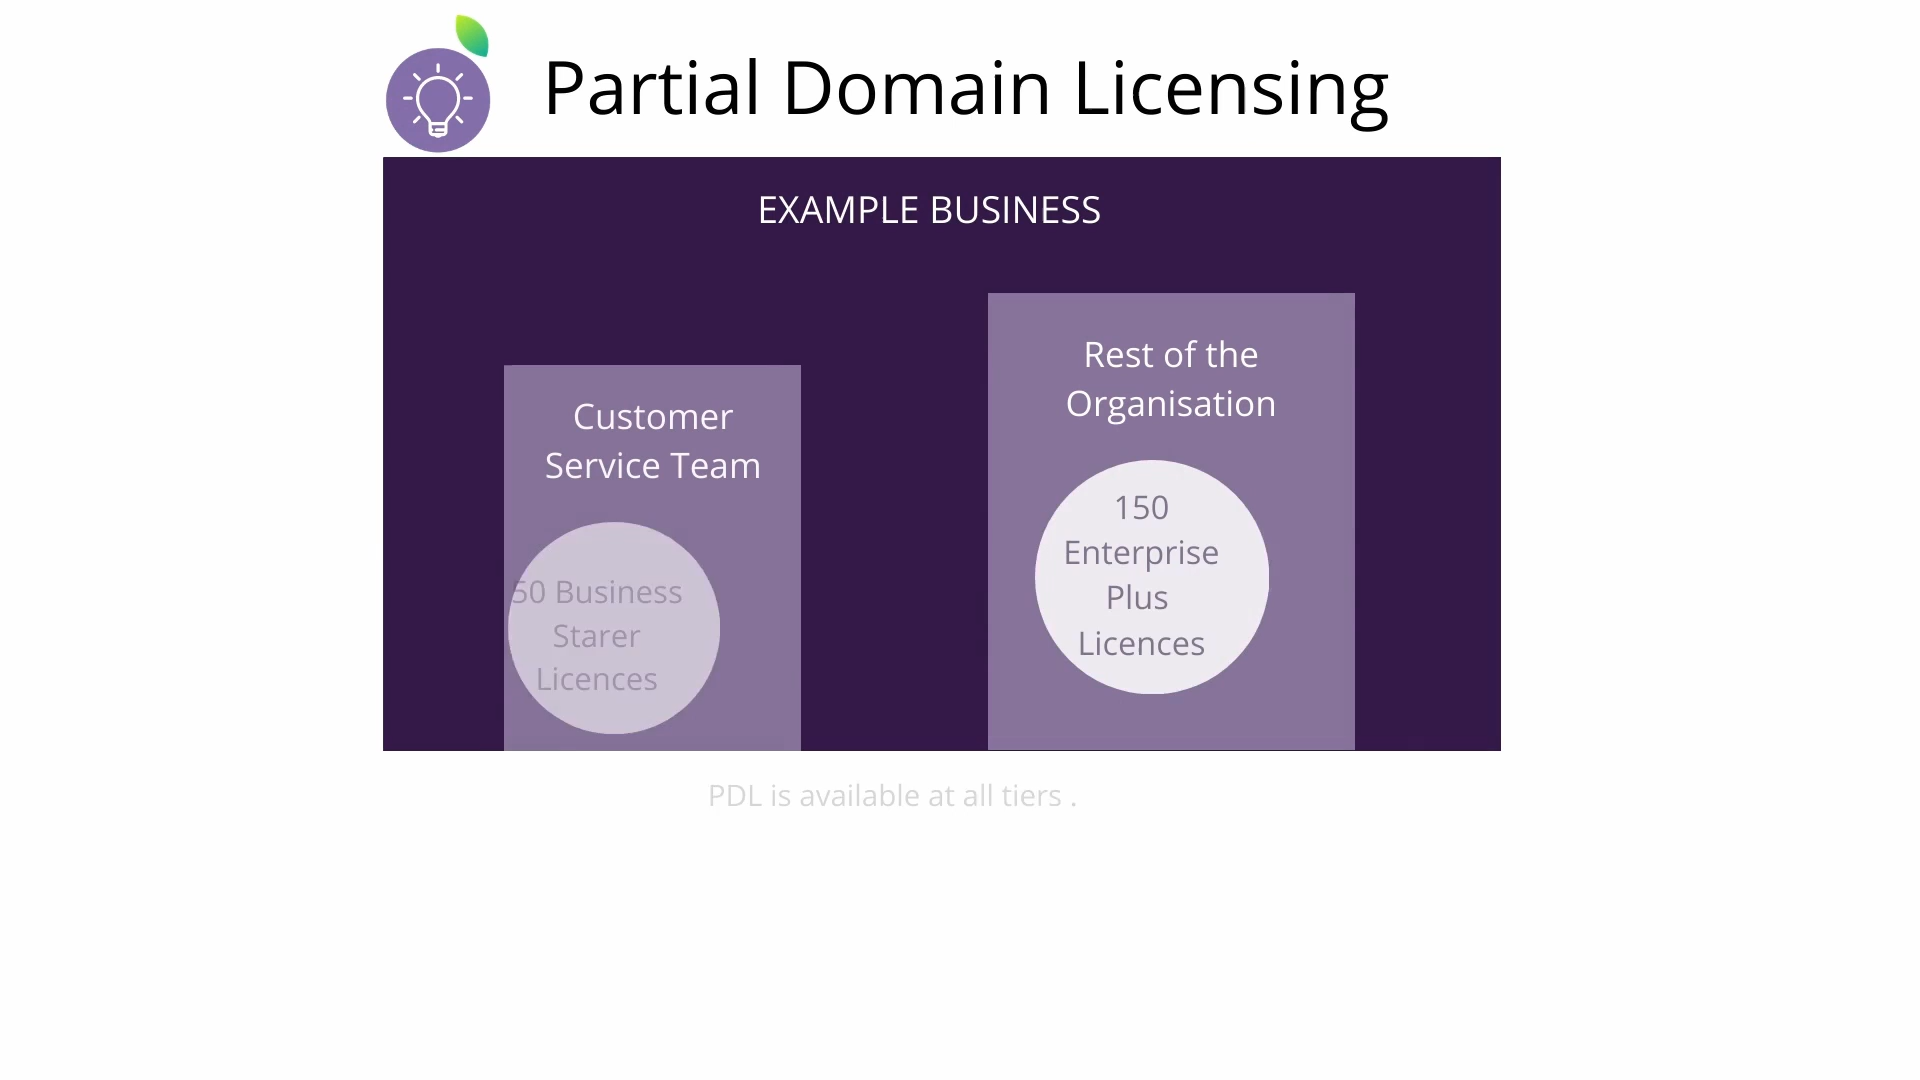 Partial Domain Licensing
EXAMPLE BUSINESS
Customer
Service Team
50 Business
Starer
Licences
Rest of the
Organisation
150
Enterprise
Plus
Licences
PDL is available at all tiers .